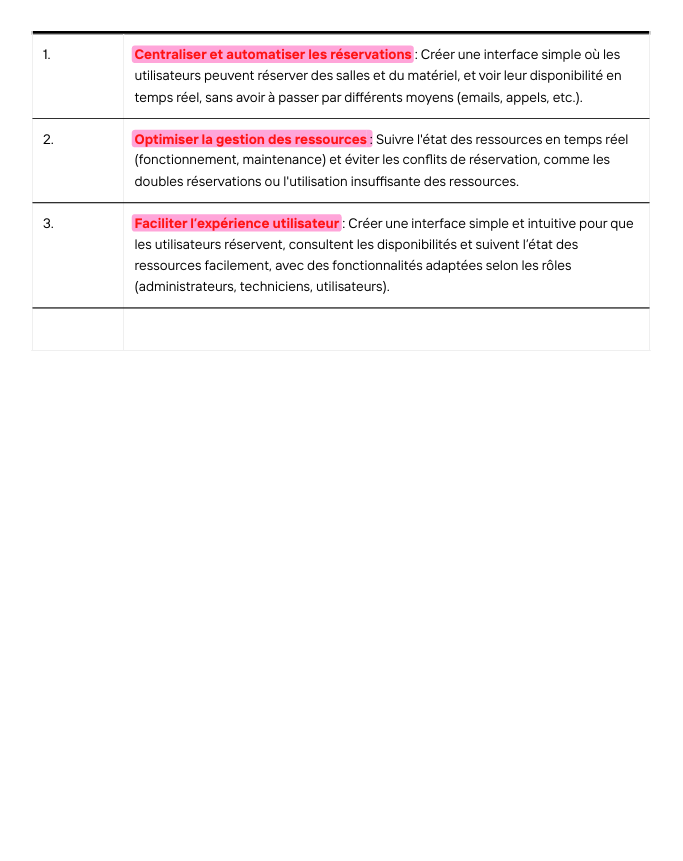 1.
Centraliser et automatiser les réservations : Créer une interface simple où les
utilisateurs peuvent réserver des salles et du matériel, et voir leur disponibilité en
temps réel, sans avoir à passer par différents moyens (emails, appels, etc.).
2.
Optimiser la gestion des ressources : Suivre l'état des ressources en temps réel
(fonctionnement, maintenance) et éviter les conflits de réservation, comme les
doubles réservations ou l'utilisation insuffisante des ressources.
3.
Faciliter l'expérience utilisateur : Créer une interface simple et intuitive pour que
les utilisateurs réservent, consultent les disponibilités et suivent l'état des
ressources facilement, avec des fonctionnalités adaptées selon les rôles
(administrateurs, techniciens, utilisateurs).